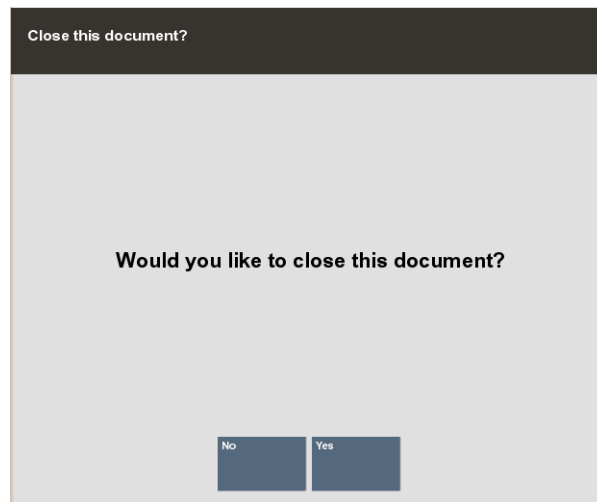 Close this document?
Would you like to close this document?
No
Yes